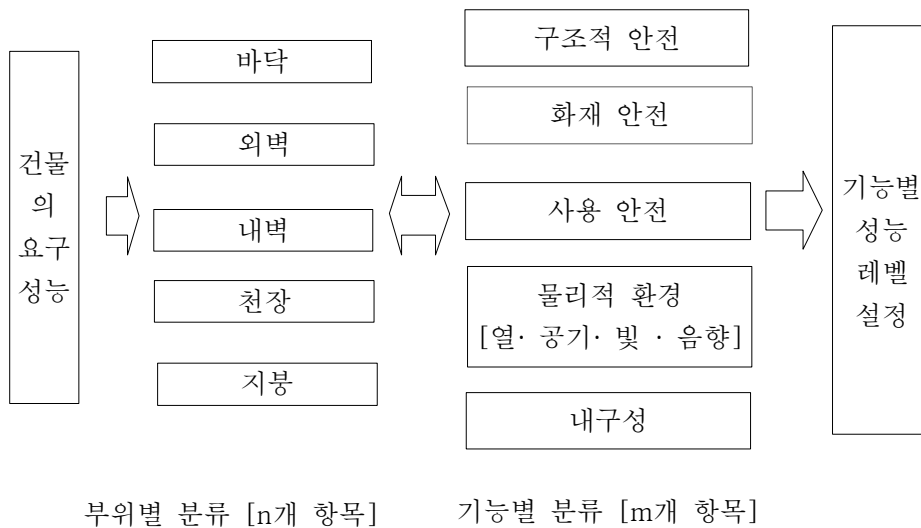 건물
의
요구
성능
바닥
외벽
내벽
천장
지붕
구조적 안전
화재 안전
사용 안전
물리적 환경
[열· 공기· 빛 · 음향]
내구성
기능별
성능
레벨
설정
부위별 분류 [n개 항목]
기능별 분류 [m개 항목]